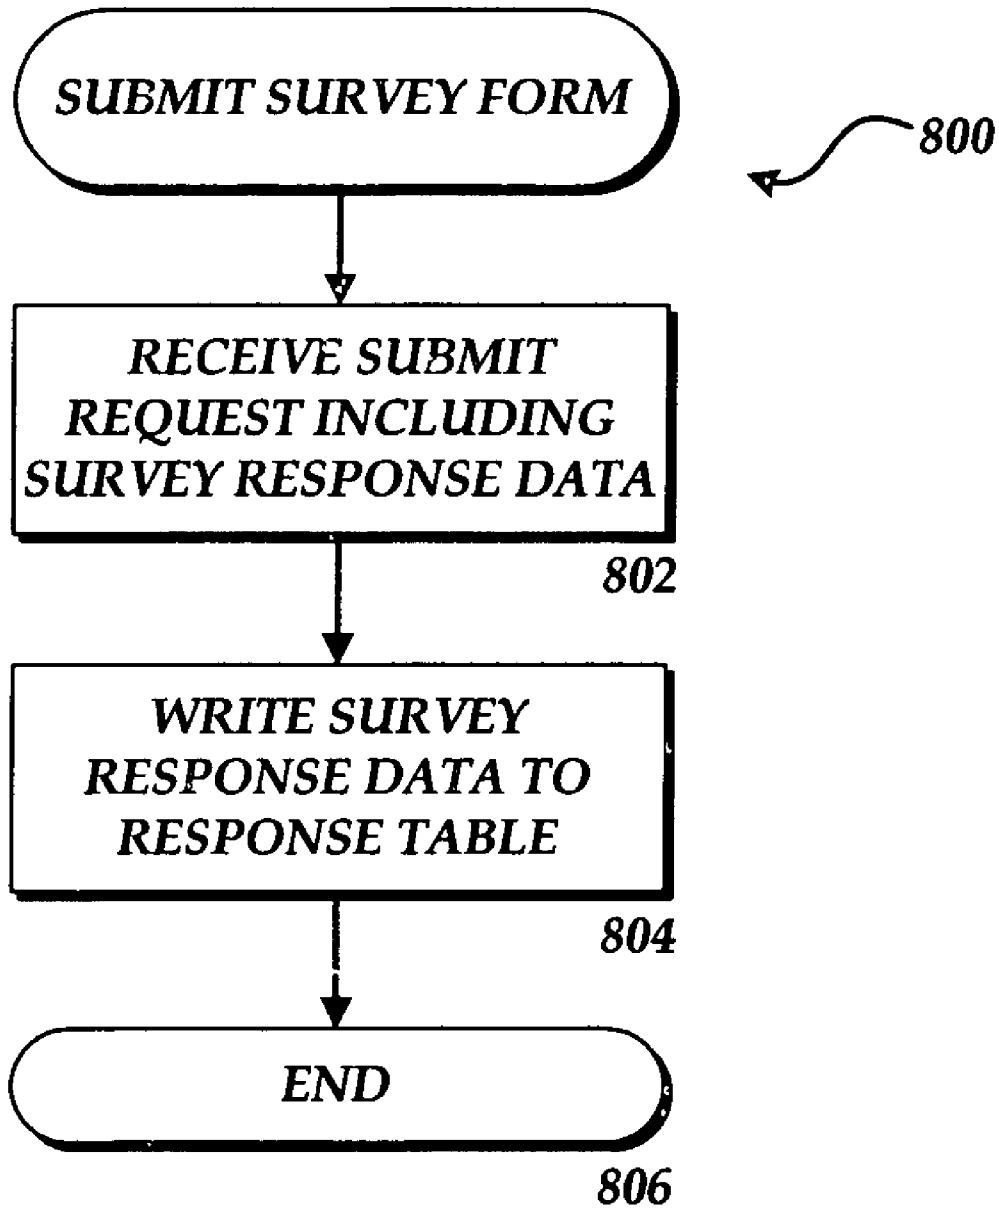 SUBMIT SURVEY FORM
800
RECEIVE SUBMIT
REQUEST INCLUDING
SURVEY RESPONSE DATA
802
WRITE SURVEY
RESPONSE DATA TO
RESPONSE TABLE
804
END
806